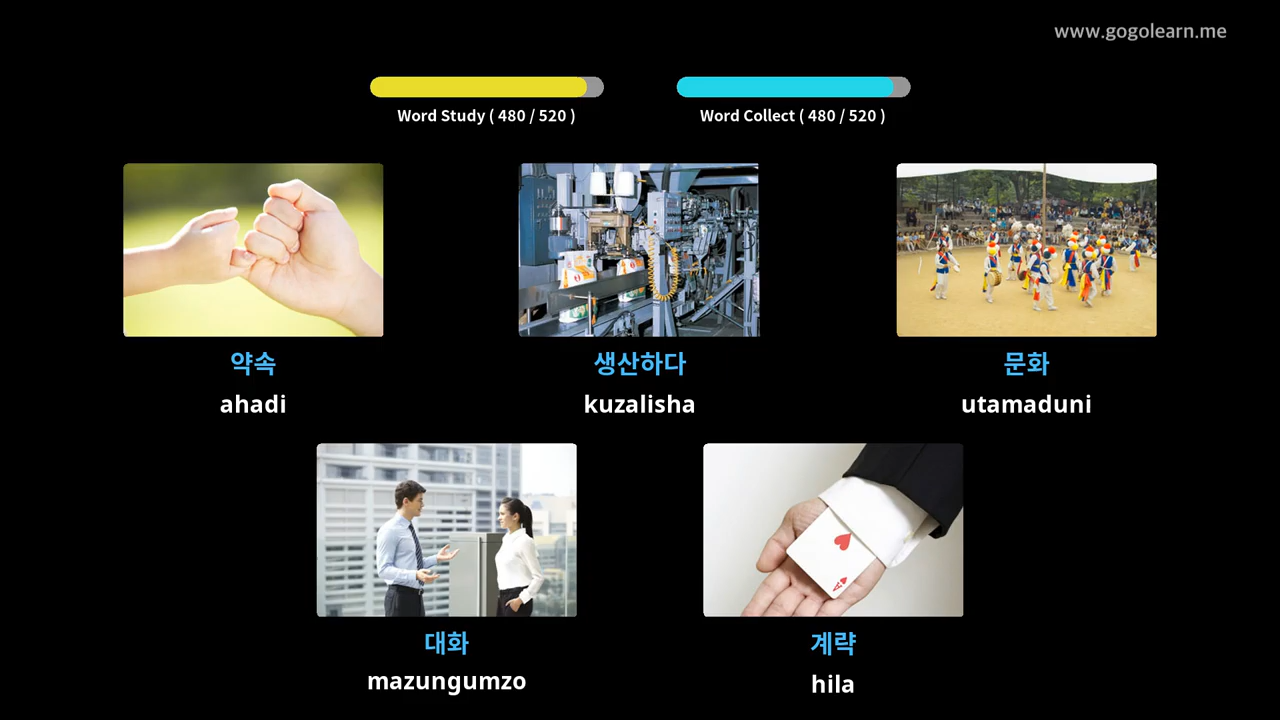 www.gogolearn.me
Word Study ( 480 / 520 )
Word Collect ( 480 / 520 )
약속
ahadi
생산하다
kuzalisha
문화
utamaduni
대화
mazungumzo
계략
hila